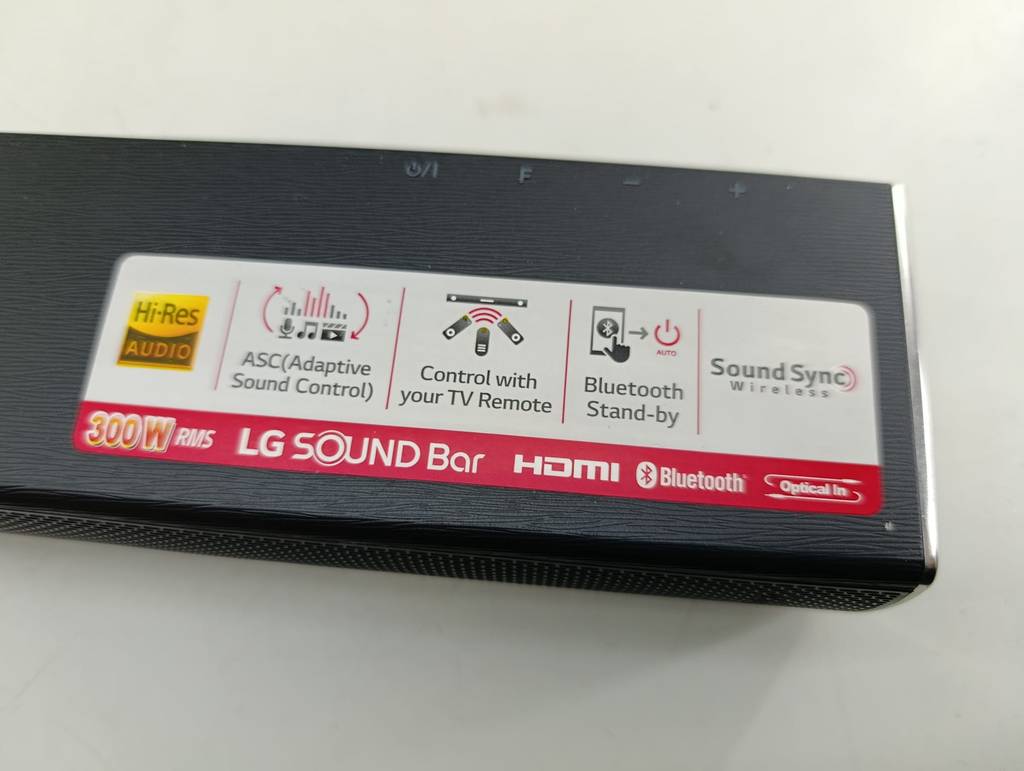 ⏻/I F - +
Hi-Res
AUDIO
ASC(Adaptive
Sound Control)
Control with
your TV Remote
AUTO
Bluetooth
Stand-by
Sound Sync
Wireless
300W RMS LG SOUND Bar HDMI Bluetooth Optical In